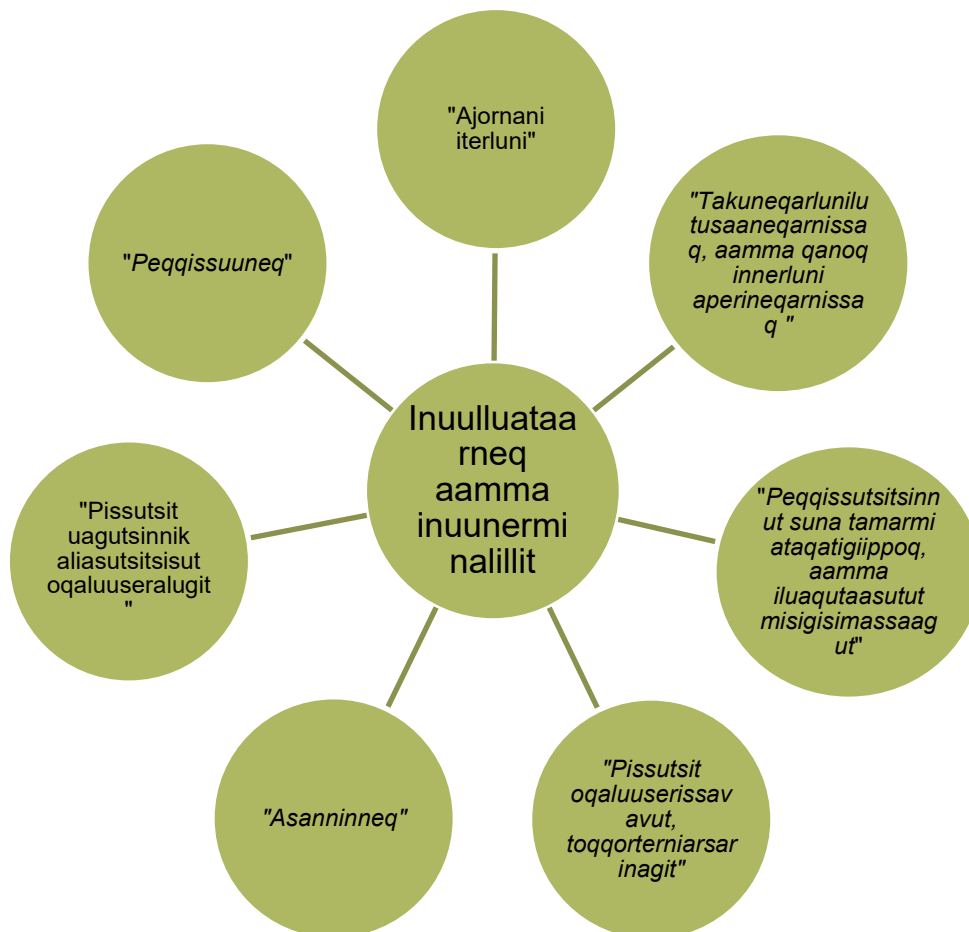 "Ajornani
iterluni"
"Takuneqarlunilu
tusaaneqarnissa
q, aamma qanoq
innerluni
aperineqarnissa
q "
"Peqqissuuneq"
Inuulluataa
rneq
aamma
inuunermi
nalillit
"Pissutsit
uagutsinnik
aliasutsitsisut
oqaluuseralugit
"
"Peqqissutsitsinn
ut suna tamarmi
ataqatigiippoq,
aamma
iluaqutaasutut
misigisimassaag
ut"
"Asanninneq"
"Pissutsit
oqaluuserissav
avut,
toqqorterniarsar
inagit"